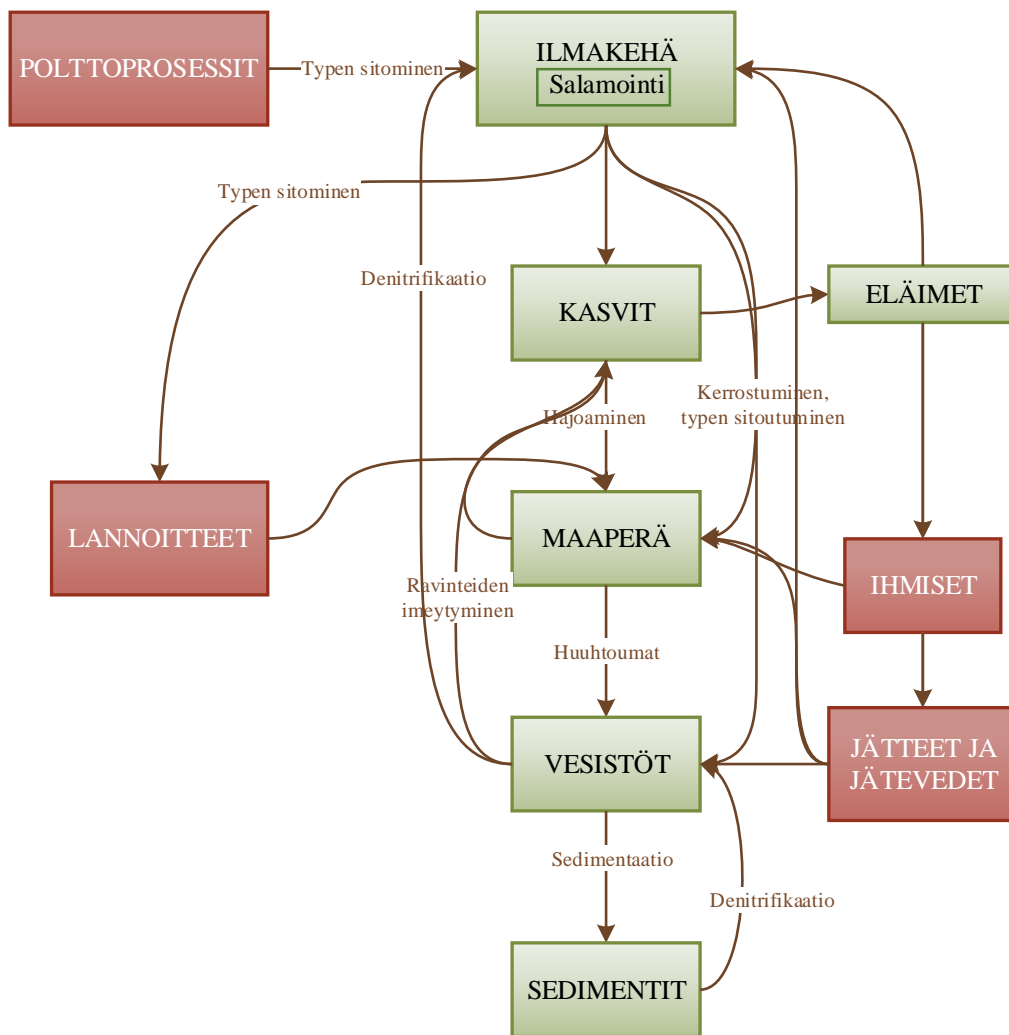 POLTTOPROSESSIT
Typen sitominen
ILMAKEHÄ
Salamointi
Typen sitominen
Denitrifikaatio
KASVIT
ELÄIMET
Kerrostuminen,
typen sitoutuminen
Hajoaminen
LANNOITTEET
MAAPERÄ
IHMISET
Ravinteiden
imeytyminen
Huuhtoumat
VESISTÖT
JÄTTEET JA
JÄTEVEDET
Sedimentaatio
Denitrifikaatio
SEDIMENTIT